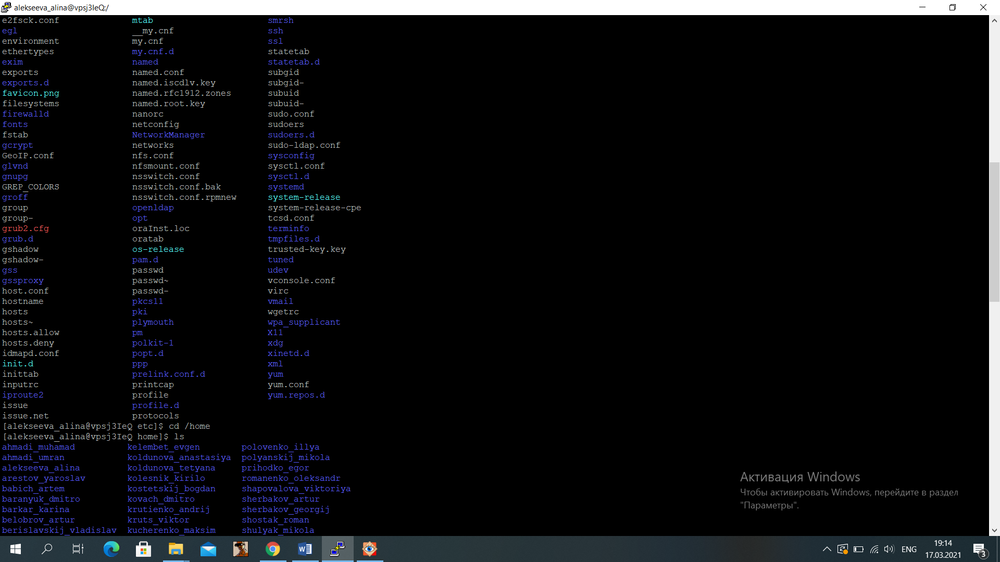 alekseeva_alina@vpsj3IeQ:/
e2fsck.conf mtab smrsh
egl __my.cnf ssh
environment my.cnf ssl
ethertypes my.cnf.d statetab
exim named statetab.d
exports named.conf subgid
exports.d named.iscdlv.key subgid-
favicon.png named.rfc1912.zones subuid
filesystems named.root.key subuid-
firewalld nanorc sudo.conf
fonts netconfig sudoers
fstab NetworkManager sudoers.d
gcrypt networks sudo-ldap.conf
GeoIP.conf nfs.conf sysconfig
glvnd nfsmount.conf sysctl.conf
gnupg nsswitch.conf sysctl.d
GREP_COLORS nsswitch.conf.bak systemd
groff nsswitch.conf.rpmnew system-release
group openldap system-release-cpe
group- opt tcsd.conf
grub2.cfg oraInst.loc terminfo
grub.d oratab tmpfiles.d
gshadow os-release trusted-key.key
gshadow- pam.d tuned
gss passwd udev
gssproxy passwd~ vconsole.conf
host.conf passwd- virc
hostname pkcs11 vmail
hosts pki wgetrc
hosts~ plymouth wpa_supplicant
hosts.allow pm X11
hosts.deny polkit-1 xdg
idmapd.conf popt.d xinetd.d
init.d ppp xml
inittab prelink.conf.d yum
inputrc printcap yum.conf
iproute2 profile yum.repos.d
issue profile.d
issue.net protocols
[alekseeva_alina@vpsj3IeQ etc]$ cd /home
[alekseeva_alina@vpsj3IeQ home]$ ls
ahmadi_muhamad kelembet_evgen polovenko_illya
ahmadi_umran koldunova_anastasiya polyanskij_mikola
alekseeva_alina koldunova_tetyana prihodko_egor
arestov_yaroslav kolesnik_kirilo romanenko_oleksandr
babich_artem kostetskij_bogdan shapovalova_viktoriya
baranyuk_dmitro kovach_dmitro sherbakov_artur
barkar_karina krutienko_andrij sherbakov_georgij
belobrov_artur kruts_viktor shostak_roman
berislavskij_vladislav kucherenko_maksim shulyak_mikola
Активация Windows
Чтобы активировать Windows, перейдите в раздел
"Параметры".
ENG
19:14
17.03.2021
3